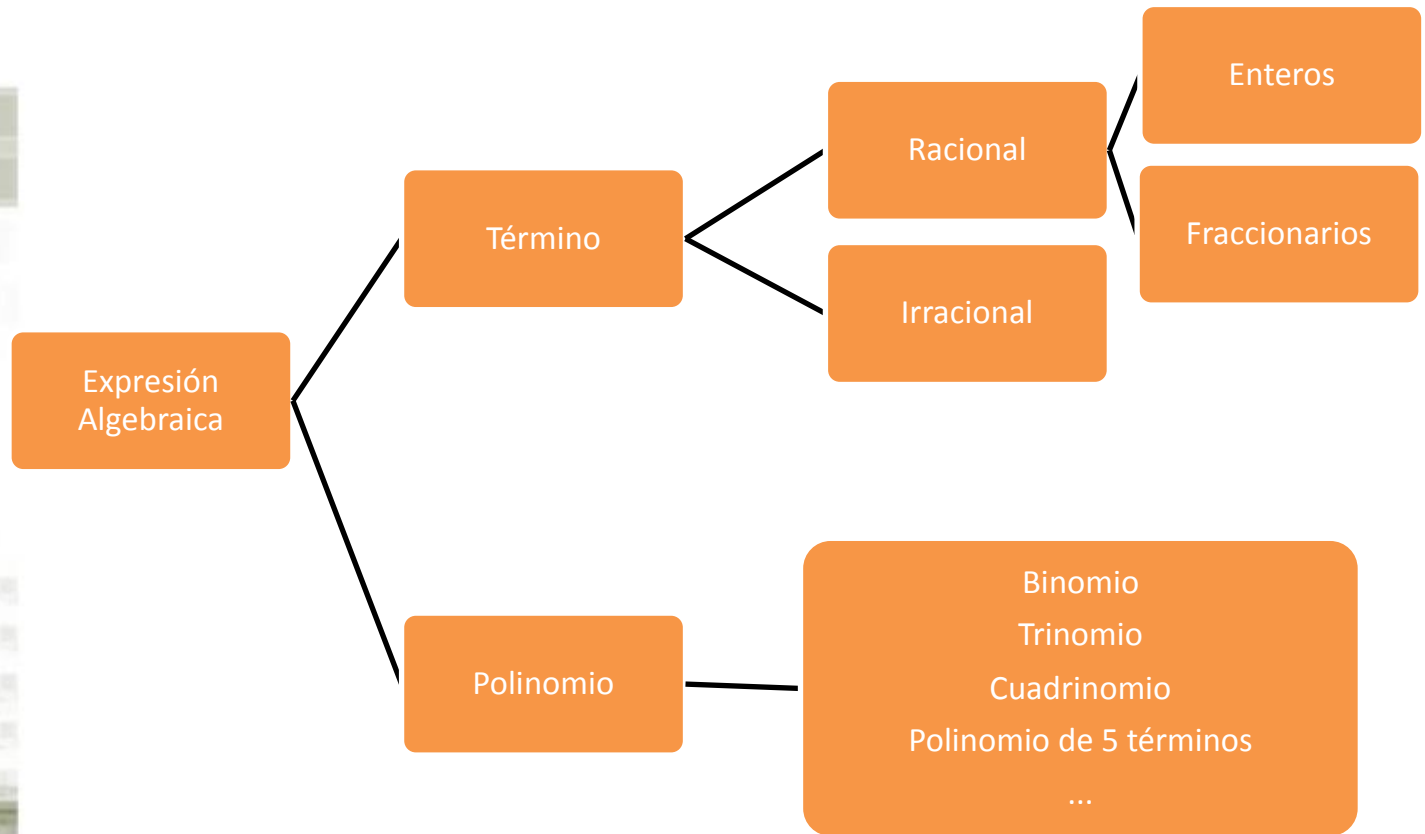 Expresión
Algebraica
Término
Racional
Enteros
Fraccionarios
Irracional
Polinomio
Binomio
Trinomio
Cuadrinomio
Polinomio de 5 términos
...